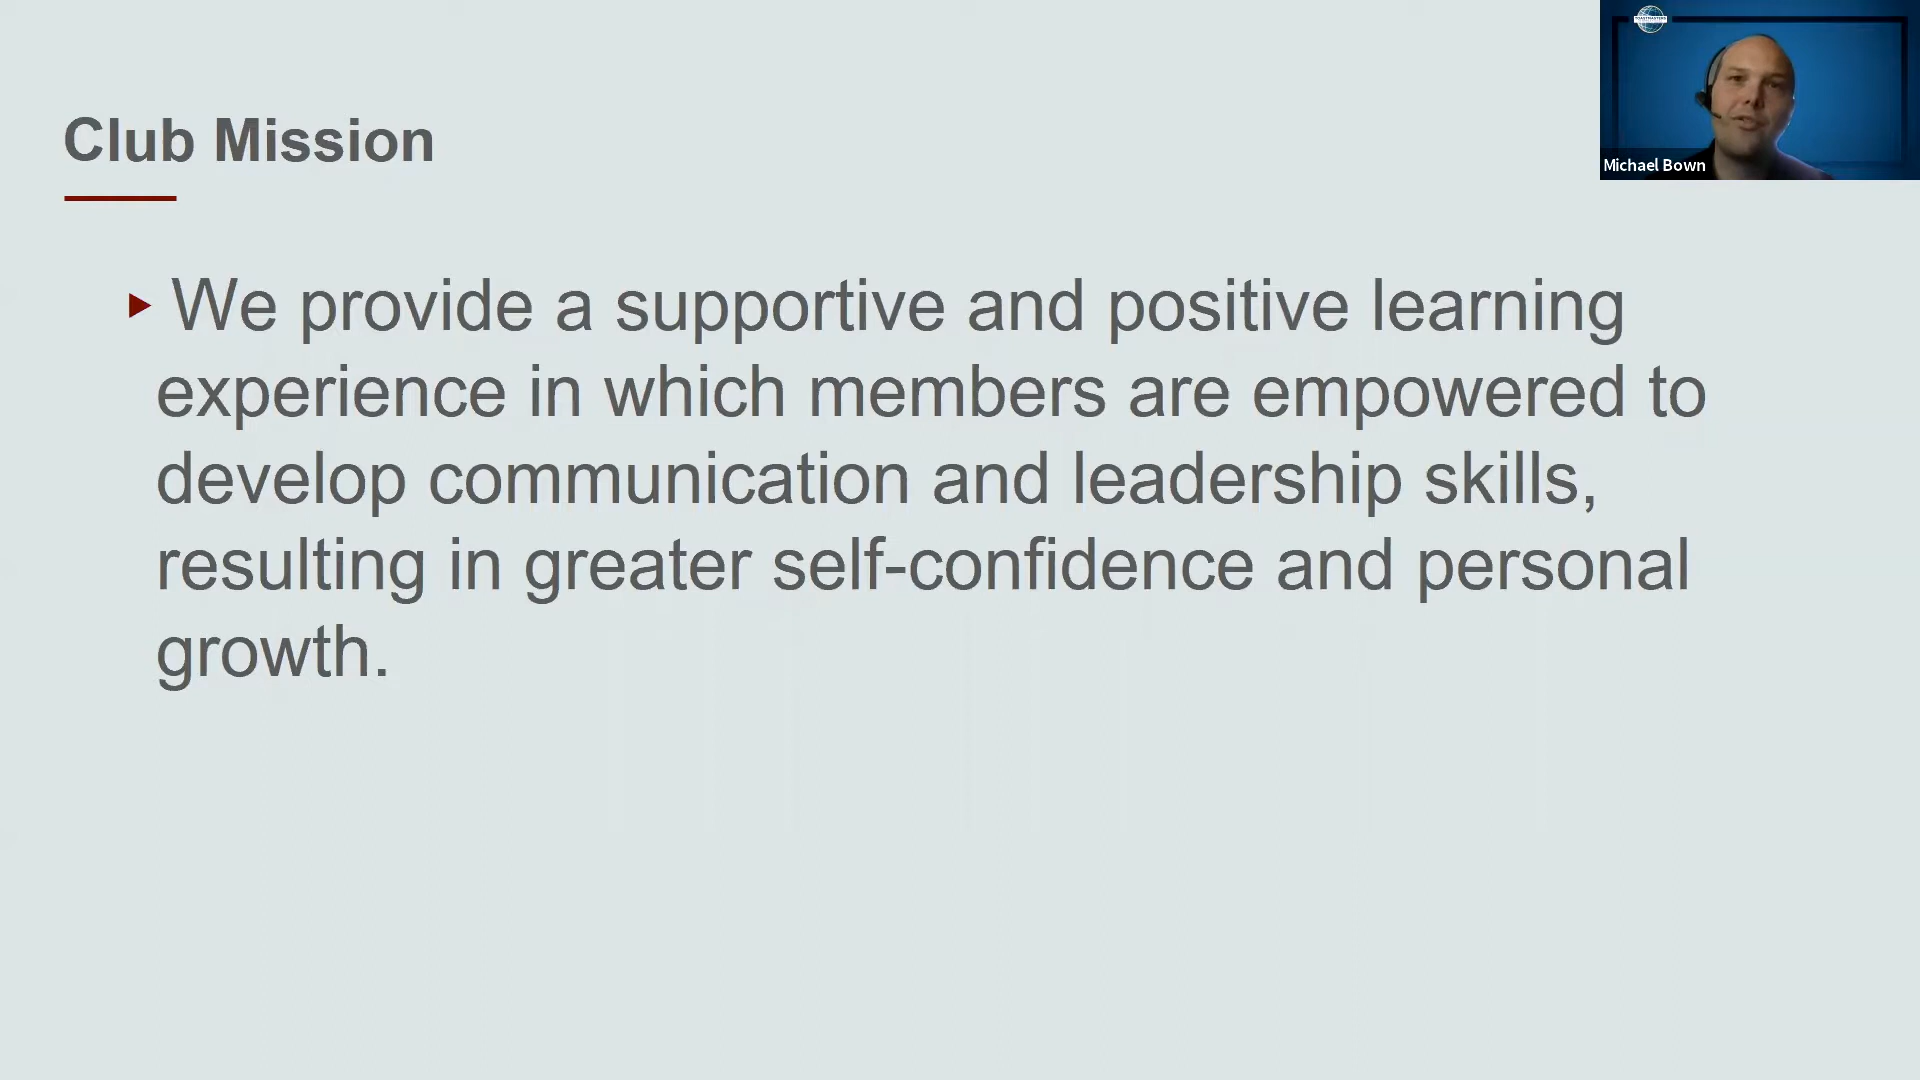 Club Mission
We provide a supportive and positive learning
experience in which members are empowered to
develop communication and leadership skills,
resulting in greater self-confidence and personal
growth.
TOASTMASTERS
Michael Bown